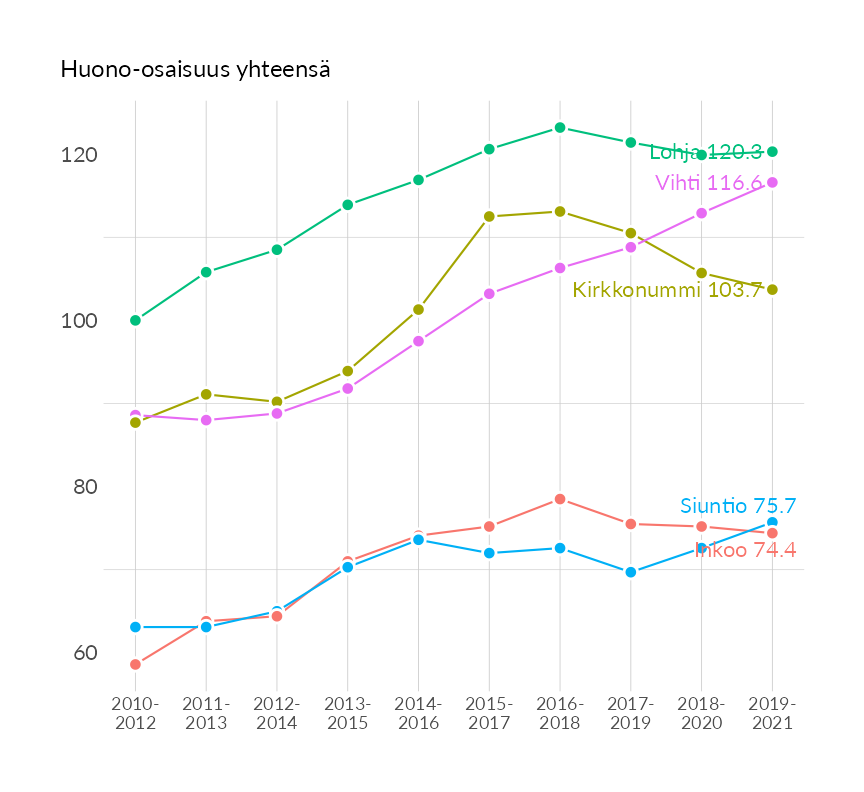 Huono-osaisuus yhteensä
120
Lohja 120.3
Vihti 116.6
Kirkkonummi 103.7
100
80
Siuntio 75.7
Inkoo 74.4
60
2010- 2011- 2012- 2013- 2014- 2015- 2016- 2017- 2018- 2019-
2012 2013 2014 2015 2016 2017 2018 2019 2020 2021